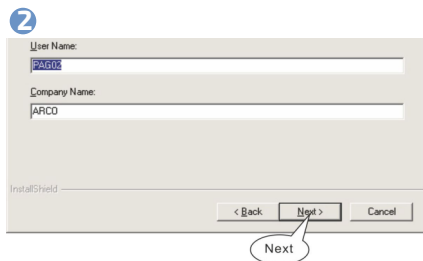 2
User Name:
PAG02
Company Name:
ARCO
InstallShield
< Back Next > Cancel
Next